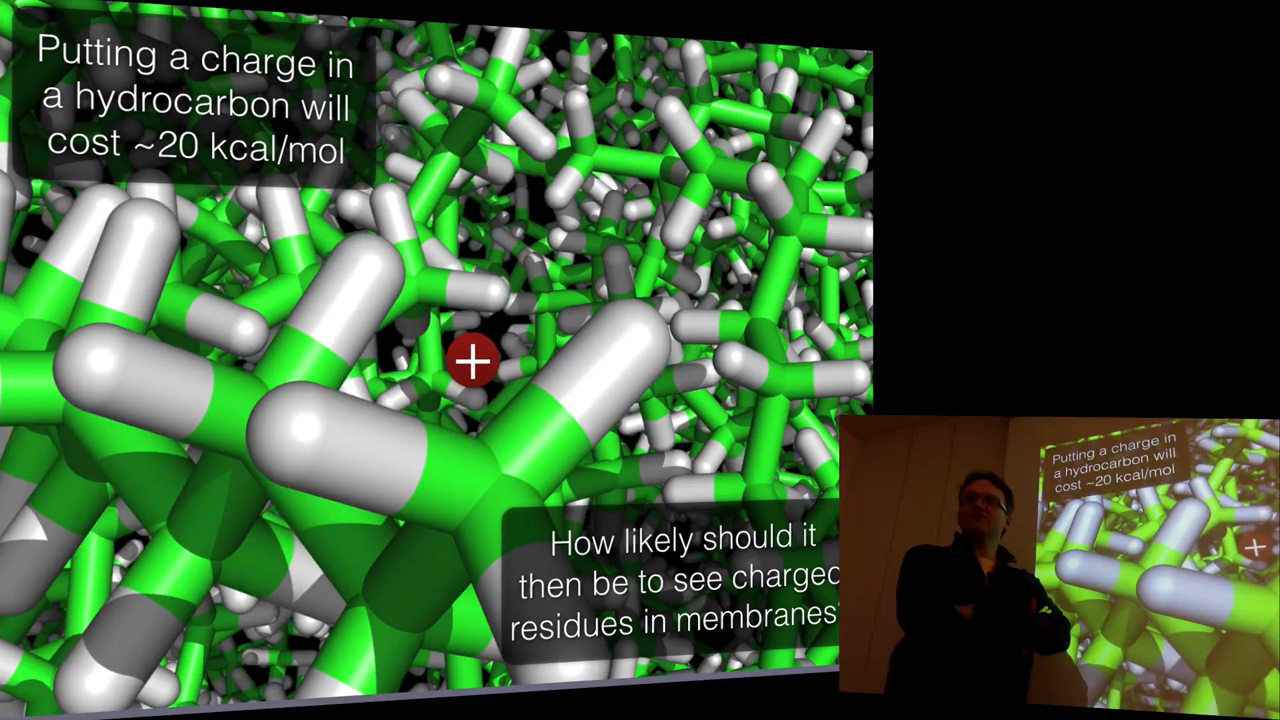 Putting a charge in
a hydrocarbon will
cost ~20 kcal/mol
+
How likely should it
then be to see charged
residues in membranes?
Putting a charge in
a hydrocarbon will
cost ~20 kcal/mol
+